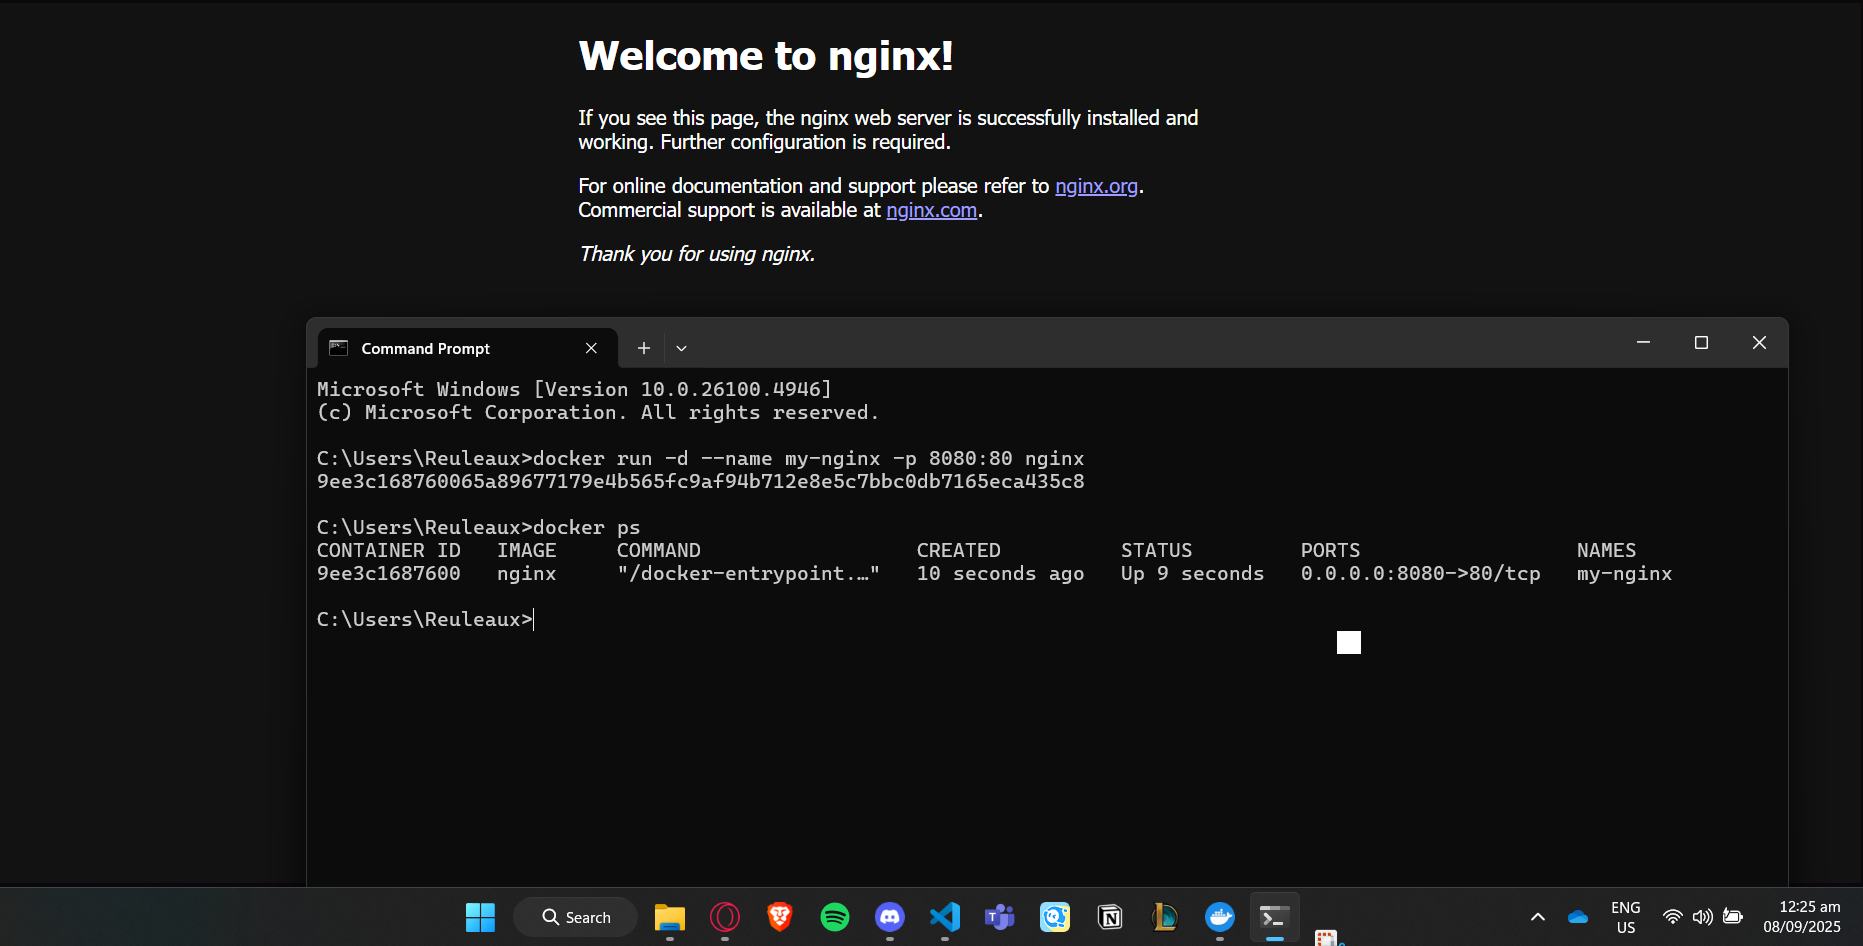 Welcome to nginx!
If you see this page, the nginx web server is successfully installed and
working. Further configuration is required.
For online documentation and support please refer to nginx.org.
Commercial support is available at nginx.com.
Thank you for using nginx.
Command Prompt
Microsoft Windows [Version 10.0.26100.4946]
(c) Microsoft Corporation. All rights reserved.
C:\Users\Reuleaux>docker run -d --name my-nginx -p 8080:80 nginx
9ee3c168760065a89677179e4b565fc9af94b712e8e5c7bbc0db7165eca435c8
C:\Users\Reuleaux>docker ps
CONTAINER ID   IMAGE     COMMAND                  CREATED          STATUS         PORTS                  NAMES
9ee3c1687600   nginx     "/docker-entrypoint.…"   10 seconds ago   Up 9 seconds   0.0.0.0:8080->80/tcp   my-nginx
C:\Users\Reuleaux>
Search
ENG
US
12:25 am
08/09/2025